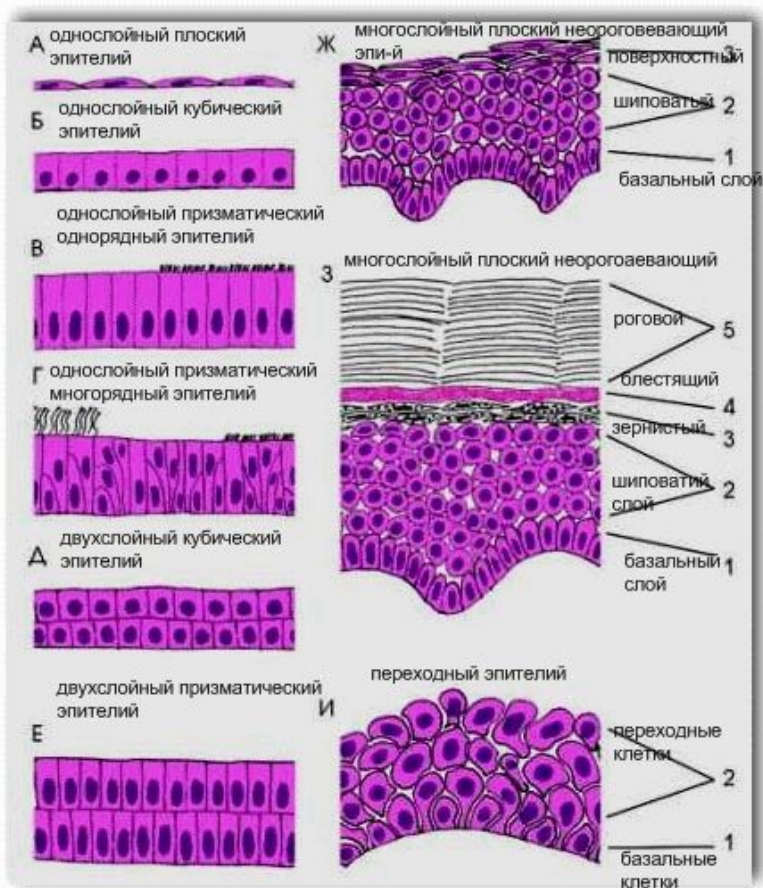 А однослойный плоский
эпителий
Б однослойный кубический
эпителий
однослойный призматический
однорядный эпителий
В
Г однослойный призматический
многорядный эпителий
двухслойный кубический
Д эпителий
двухслойный призматический
эпителий
Е
Ж многослойный плоский неороговевающий
эпи-й
3
поверхностный
шиповатый 2
1
базальный слой
З многослойный плоский неорогоаевающий
роговой 5
блестящий
4
зернистый 3
шиповатий 2
слой
базальный 1
слой
переходный эпителий
И
переходные
клетки 2
1
базальные
клетки